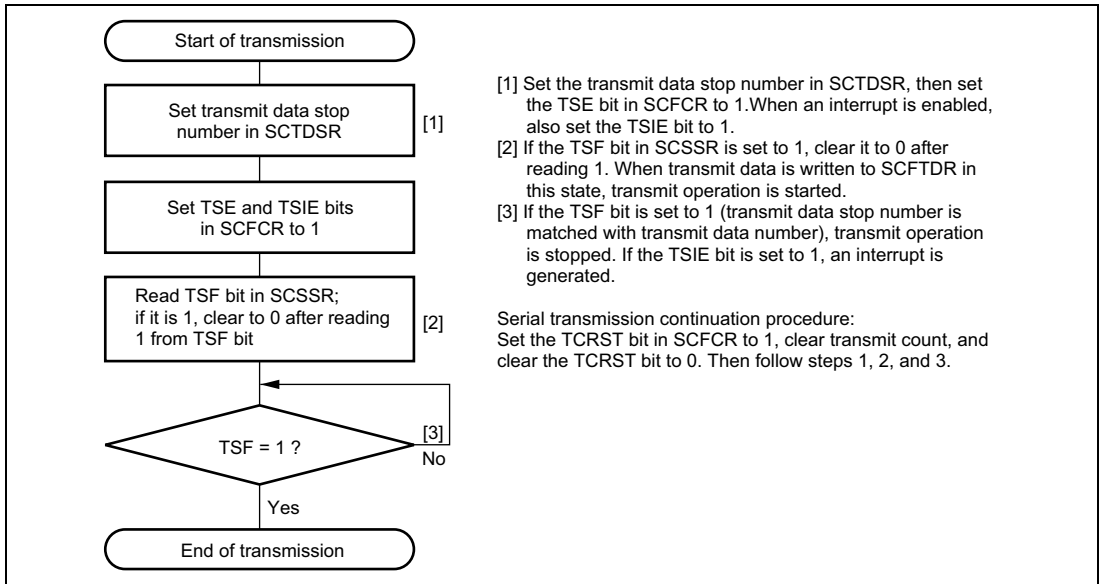 Start of transmission
Set transmit data stop
number in SCTDSR
[1]
Set TSE and TSIE bits
in SCFCR to 1
Read TSF bit in SCSSR;
if it is 1, clear to 0 after reading
1 from TSF bit
[2]
TSF = 1 ?
[3]
No
Yes
End of transmission
[1] Set the transmit data stop number in SCTDSR, then set
the TSE bit in SCFCR to 1.When an interrupt is enabled,
also set the TSIE bit to 1.
[2] If the TSF bit in SCSSR is set to 1, clear it to 0 after
reading 1. When transmit data is written to SCFTDR in
this state, transmit operation is started.
[3] If the TSF bit is set to 1 (transmit data stop number is
matched with transmit data number), transmit operation
is stopped. If the TSIE bit is set to 1, an interrupt is
generated.
Serial transmission continuation procedure:
Set the TCRST bit in SCFCR to 1, clear transmit count, and
clear the TCRST bit to 0. Then follow steps 1, 2, and 3.